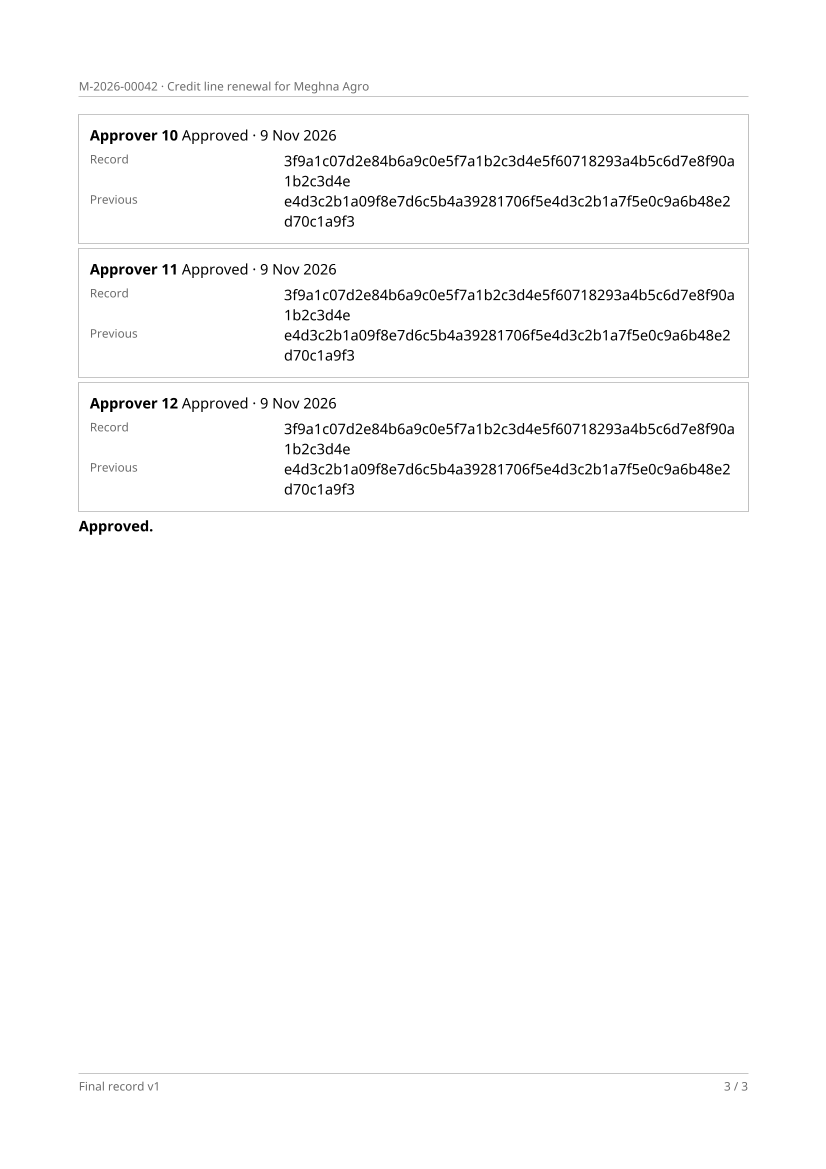 M-2026-00042 · Credit line renewal for Meghna Agro
Approver 10 Approved · 9 Nov 2026
Record 3f9a1c07d2e84b6a9c0e5f7a1b2c3d4e5f60718293a4b5c6d7e8f90a
1b2c3d4e
Previous e4d3c2b1a09f8e7d6c5b4a39281706f5e4d3c2b1a7f5e0c9a6b48e2
d70c1a9f3
Approver 11 Approved · 9 Nov 2026
Record 3f9a1c07d2e84b6a9c0e5f7a1b2c3d4e5f60718293a4b5c6d7e8f90a
1b2c3d4e
Previous e4d3c2b1a09f8e7d6c5b4a39281706f5e4d3c2b1a7f5e0c9a6b48e2
d70c1a9f3
Approver 12 Approved · 9 Nov 2026
Record 3f9a1c07d2e84b6a9c0e5f7a1b2c3d4e5f60718293a4b5c6d7e8f90a
1b2c3d4e
Previous e4d3c2b1a09f8e7d6c5b4a39281706f5e4d3c2b1a7f5e0c9a6b48e2
d70c1a9f3
Approved.
Final record v1 3 / 3